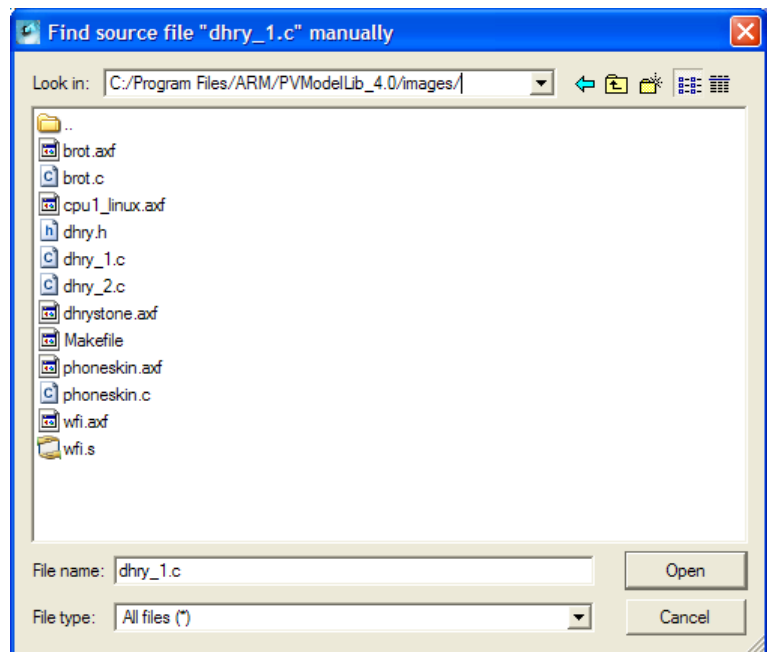 Find source file "dhry_1.c" manually
Look in: C:/Program Files/ARM/PVModelLib_4.0/images/
..
brot.axf
brot.c
cpu1_linux.axf
dhry.h
dhry_1.c
dhry_2.c
dhrystone.axf
Makefile
phoneskin.axf
phoneskin.c
wfi.axf
wfi.s
File name: dhry_1.c Open
File type: All files (*) Cancel